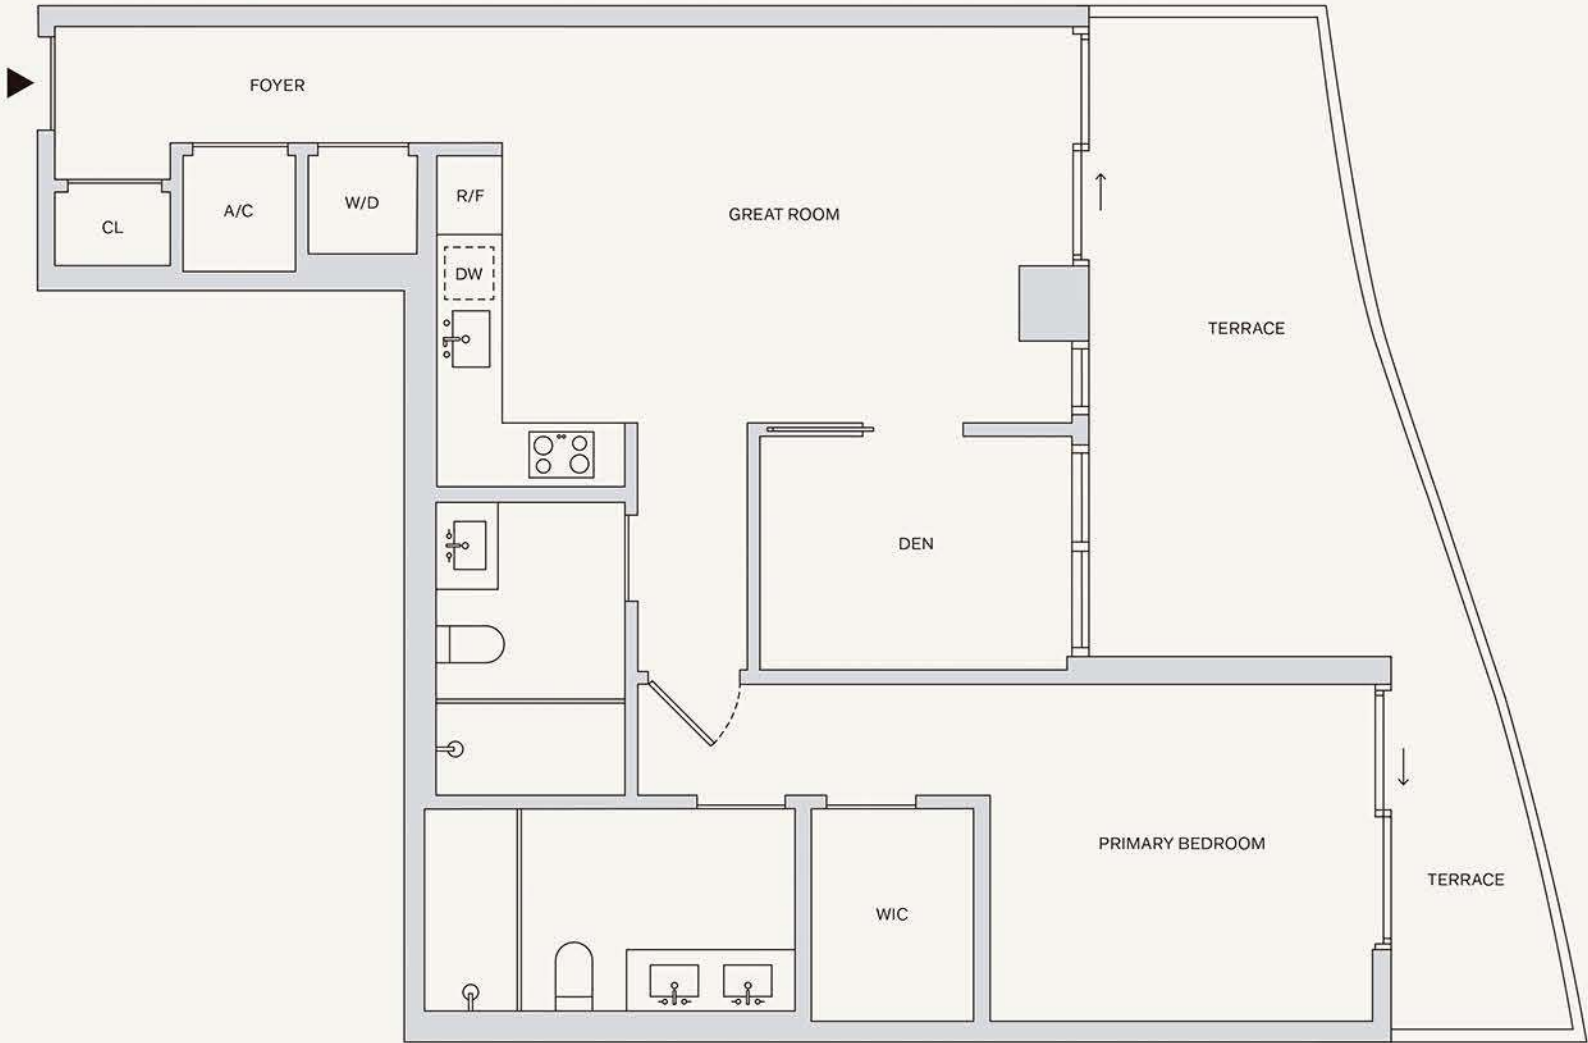 FOYER
R/F
W/D
A/C
GREAT ROOM
CL
DW
TERRACE
DEN
PRIMARY BEDROOM
TERRACE
WIC